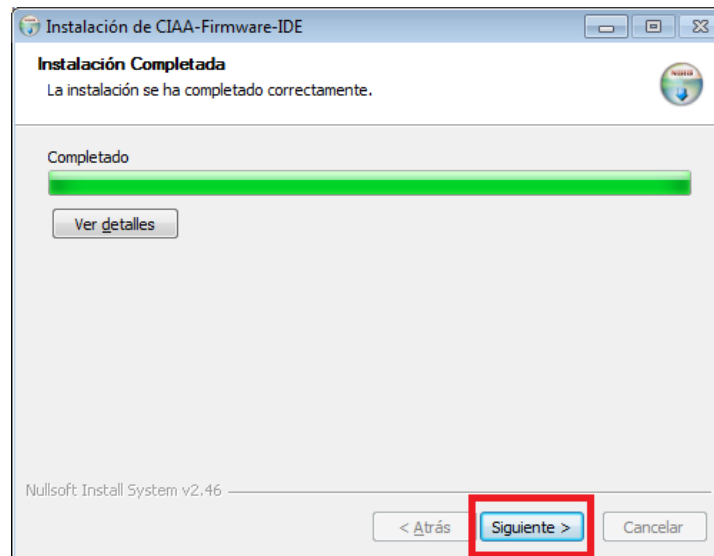 Instalación de CIAA-Firmware-IDE
Instalación Completada
La instalación se ha completado correctamente.
Completado
Ver detalles
Nullsoft Install System v2.46
< Atrás Siguiente > Cancelar